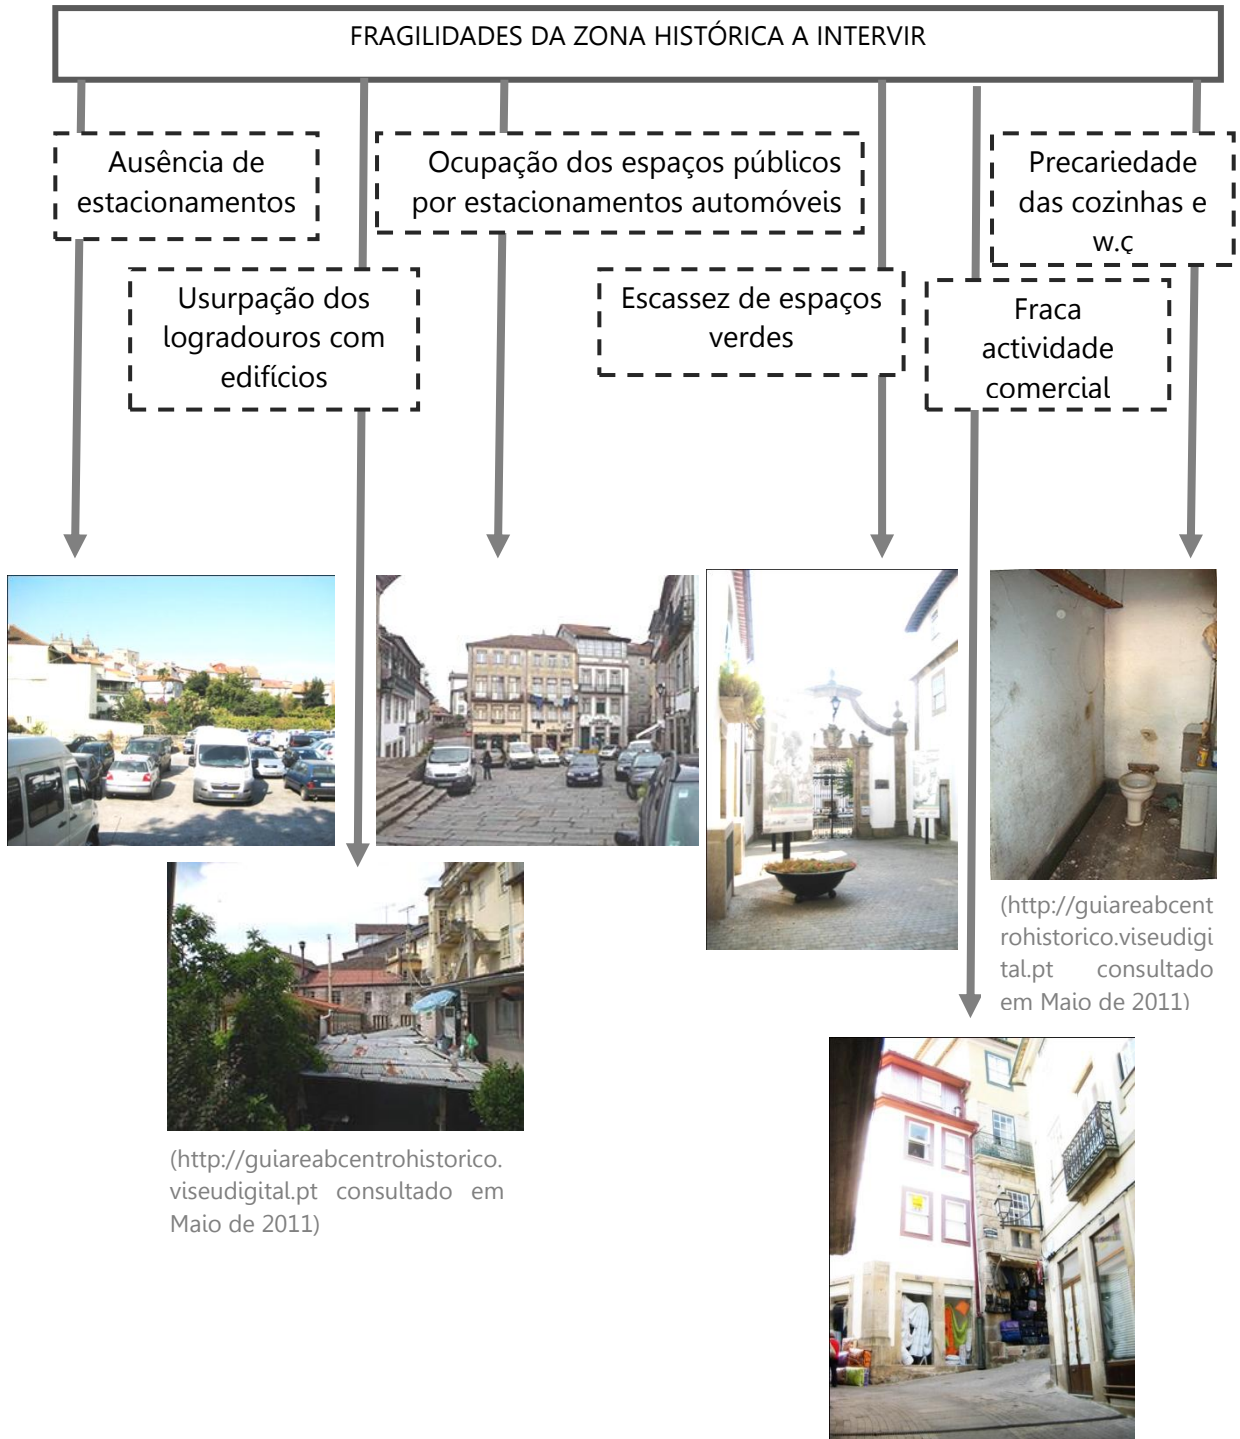 FRAGILIDADES DA ZONA HISTÓRICA A INTERVIR
Ausência de
estacionamentos
Ocupação dos espaços públicos
por estacionamentos automóveis
Precariedade
das cozinhas e
w.ç
Usurpação dos
logradouros com
edifícios
Escassez de espaços
verdes
Fraca
actividade
comercial
(http://guiareabcent
rohistorico.viseudigi
tal.pt consultado
em Maio de 2011)
(http://guiareabcentrohistorico.
viseudigital.pt consultado em
Maio de 2011)